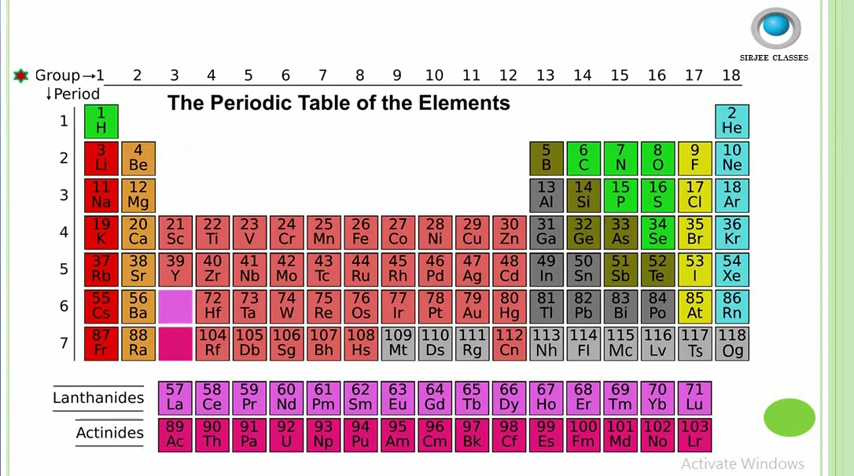 SIRJEE CLASSES
Group→1 2 3 4 5 6 7 8 9 10 11 12 13 14 15 16 17 18
↓Period
The Periodic Table of the Elements
1 1 2
H He
2 3 4 5 6 7 8 9 10
Li Be B C N O F Ne
3 11 12 13 14 15 16 17 18
Na Mg Al Si P S Cl Ar
4 19 20 21 22 23 24 25 26 27 28 29 30 31 32 33 34 35 36
K Ca Sc Ti V Cr Mn Fe Co Ni Cu Zn Ga Ge As Se Br Kr
5 37 38 39 40 41 42 43 44 45 46 47 48 49 50 51 52 53 54
Rb Sr Y Zr Nb Mo Tc Ru Rh Pd Ag Cd In Sn Sb Te I Xe
6 55 56 72 73 74 75 76 77 78 79 80 81 82 83 84 85 86
Cs Ba Hf Ta W Re Os Ir Pt Au Hg Tl Pb Bi Po At Rn
7 87 88 104 105 106 107 108 109 110 111 112 113 114 115 116 117 118
Fr Ra Rf Db Sg Bh Hs Mt Ds Rg Cn Nh Fl Mc Lv Ts Og
Lanthanides 57 58 59 60 61 62 63 64 65 66 67 68 69 70 71
La Ce Pr Nd Pm Sm Eu Gd Tb Dy Ho Er Tm Yb Lu
Actinides 89 90 91 92 93 94 95 96 97 98 99 100 101 102 103
Ac Th Pa U Np Pu Am Cm Bk Cf Es Fm Md No Lr
Activate Windows